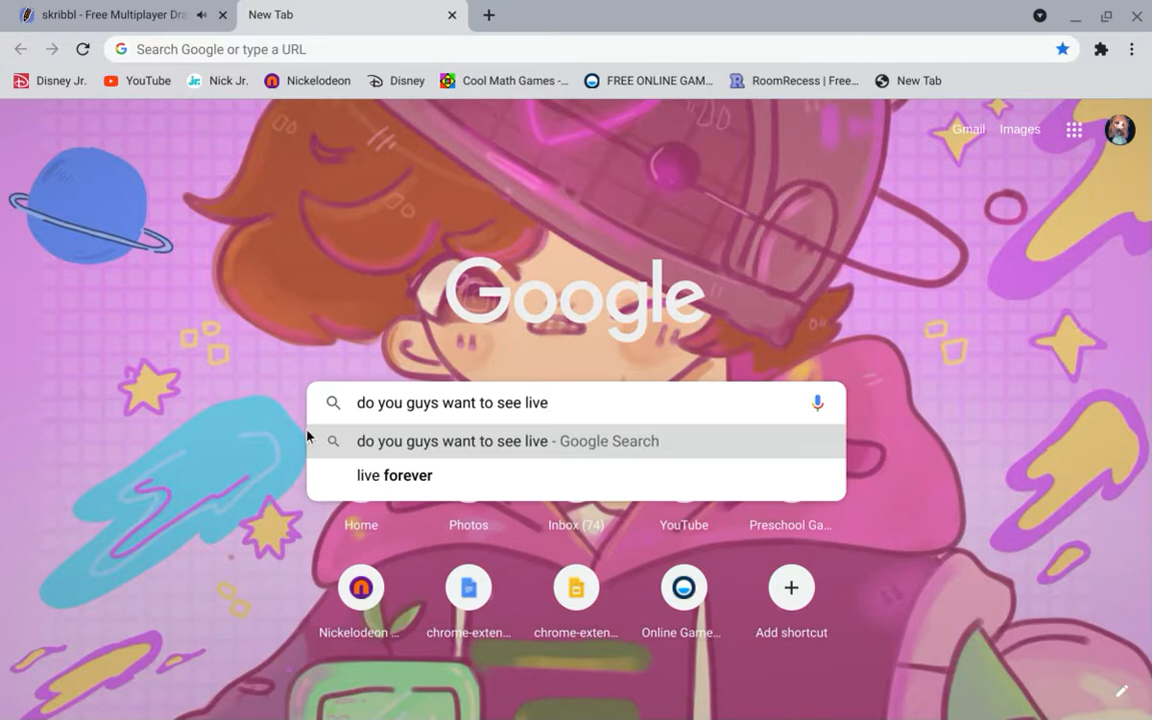 skribbl - Free Multiplayer Dra
New Tab
Search Google or type a URL
Disney Jr.
YouTube
Nick Jr.
Nickelodeon
Disney
Cool Math Games -...
FREE ONLINE GAM...
RoomRecess | Free...
New Tab
Gmail
Images
Google
do you guys want to see live
do you guys want to see live - Google Search
live forever
Home
Photos
Inbox (74)
YouTube
Preschool Ga...
Nickelodeon ...
chrome-exten...
chrome-exten...
Online Game...
Add shortcut